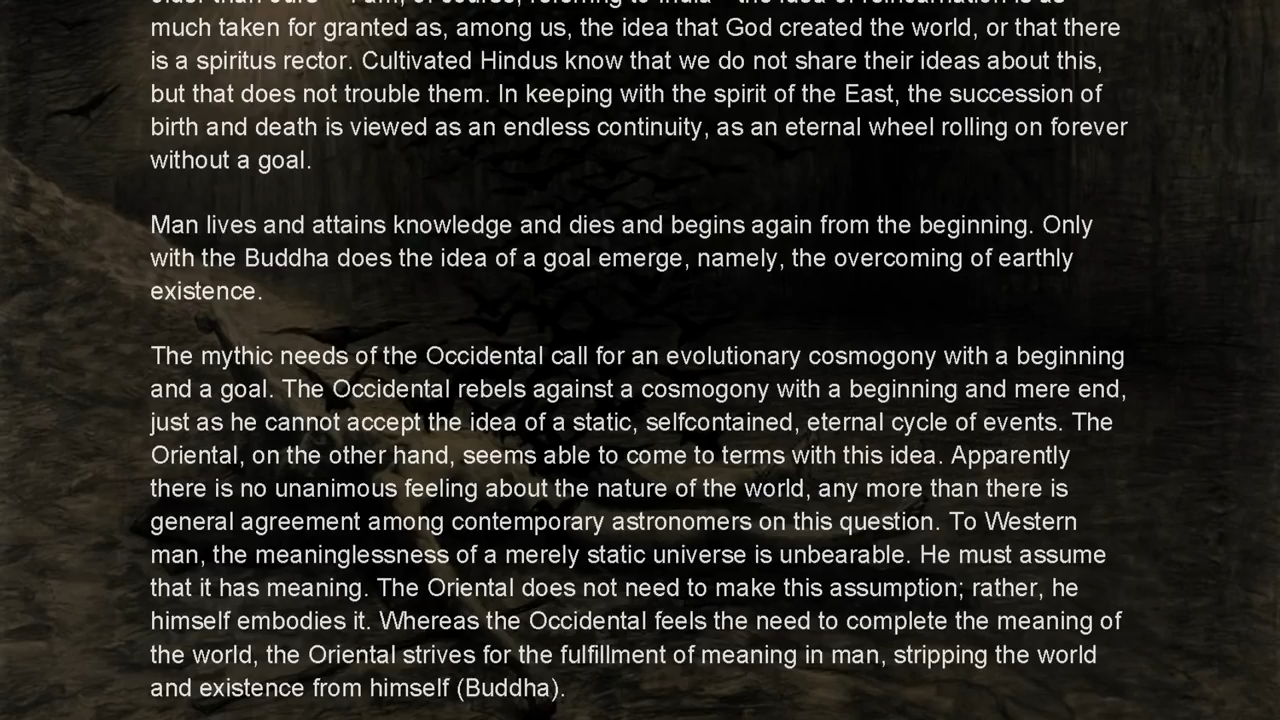 much taken for granted as, among us, the idea that God created the world, or that there
is a spiritus rector. Cultivated Hindus know that we do not share their ideas about this,
but that does not trouble them. In keeping with the spirit of the East, the succession of
birth and death is viewed as an endless continuity, as an eternal wheel rolling on forever
without a goal.
Man lives and attains knowledge and dies and begins again from the beginning. Only
with the Buddha does the idea of a goal emerge, namely, the overcoming of earthly
existence.
The mythic needs of the Occidental call for an evolutionary cosmogony with a beginning
and a goal. The Occidental rebels against a cosmogony with a beginning and mere end,
just as he cannot accept the idea of a static, selfcontained, eternal cycle of events. The
Oriental, on the other hand, seems able to come to terms with this idea. Apparently
there is no unanimous feeling about the nature of the world, any more than there is
general agreement among contemporary astronomers on this question. To Western
man, the meaninglessness of a merely static universe is unbearable. He must assume
that it has meaning. The Oriental does not need to make this assumption; rather, he
himself embodies it. Whereas the Occidental feels the need to complete the meaning of
the world, the Oriental strives for the fulfillment of meaning in man, stripping the world
and existence from himself (Buddha).